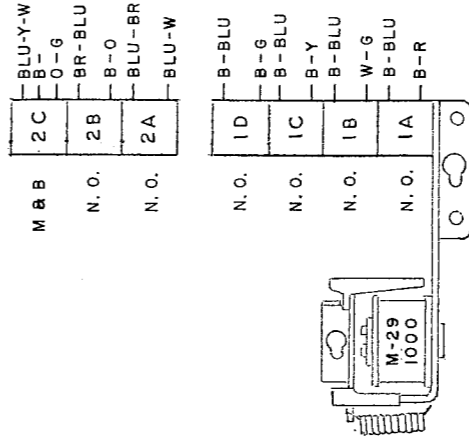 BLU-Y-W
B-
O-G
BR-BLU
B-O
BLU-BR
BLU-W
B-BLU
B-G
B-BLU
B-Y
B-BLU
W-G
B-BLU
B-R
2C
2B
2A
1D
1C
1B
1A
M & B
N. O.
N. O.
N. O.
N. O.
N. O.
N. O.
M-29
1000